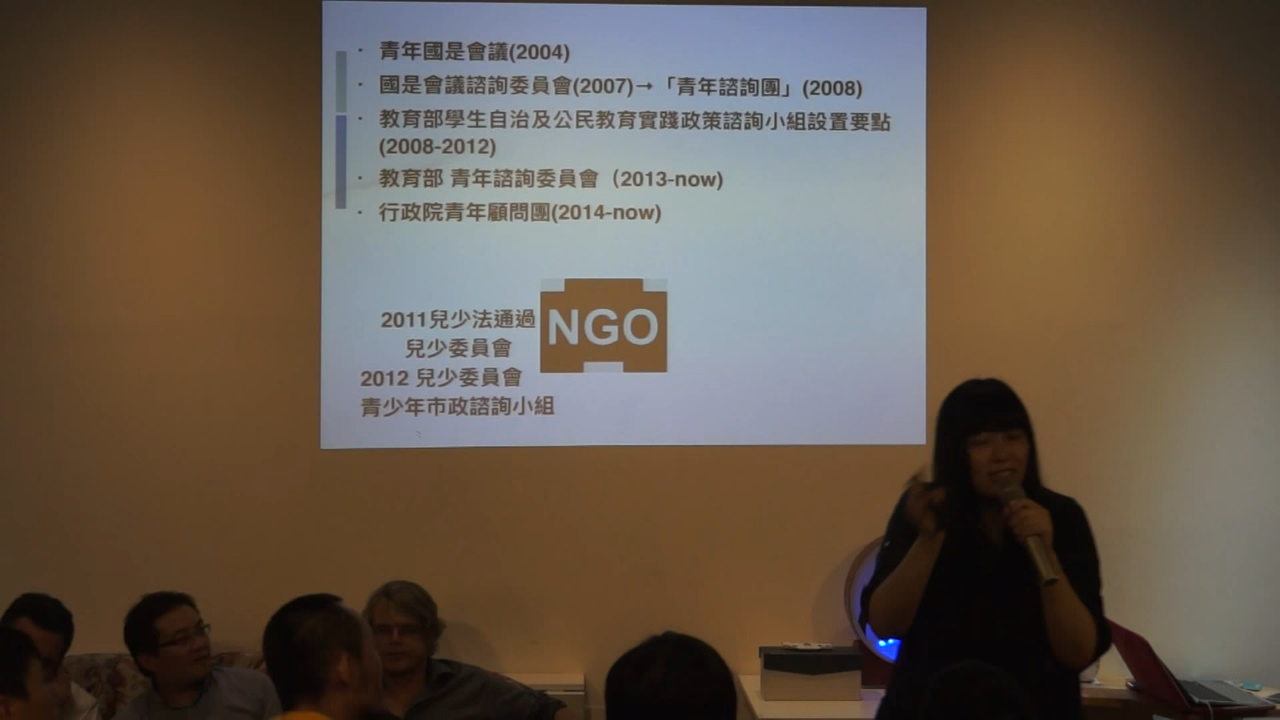 · 青年國是會議(2004)
· 國是會議諮詢委員會(2007)→「青年諮詢團」(2008)
· 教育部學生自治及公民教育實踐政策諮詢小組設置要點
(2008-2012)
· 教育部 青年諮詢委員會（2013-now)
· 行政院青年顧問團(2014-now)
2011兒少法通過
兒少委員會
2012 兒少委員會
青少年市政諮詢小組
NGO